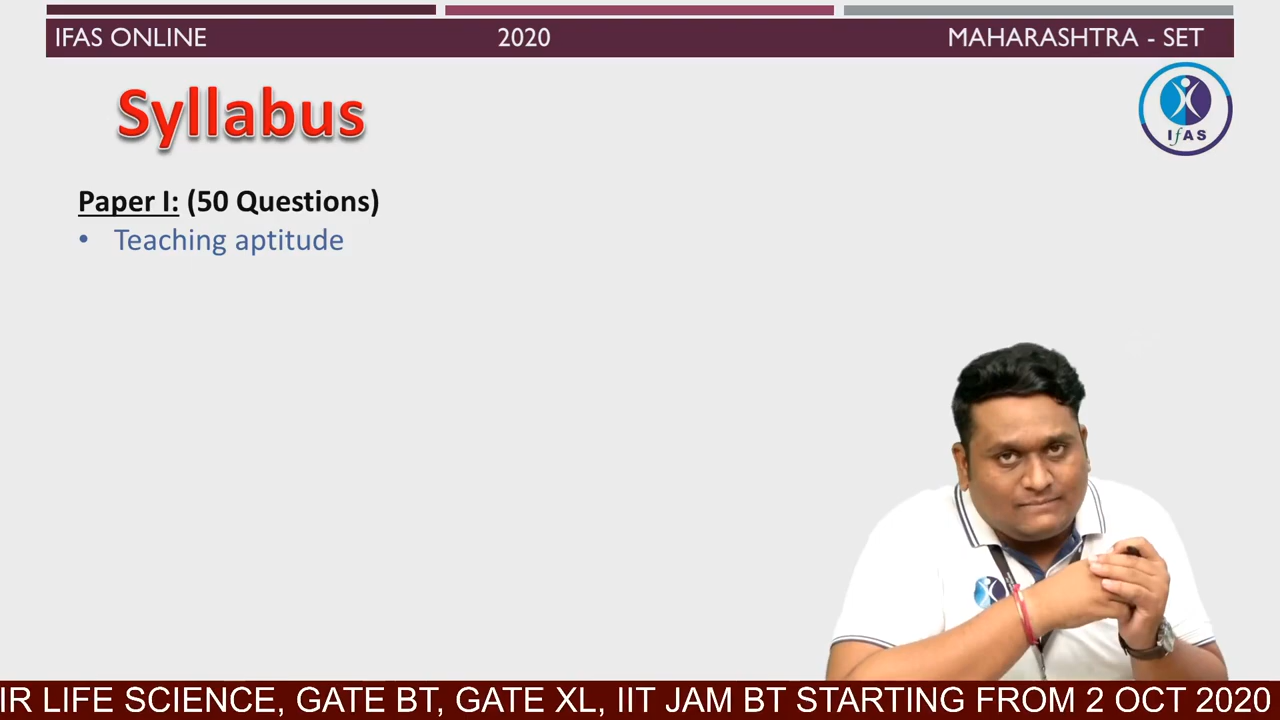 IFAS ONLINE 2020 MAHARASHTRA - SET
Syllabus
IfAS
Paper I: (50 Questions)
• Teaching aptitude
IR LIFE SCIENCE, GATE BT, GATE XL, IIT JAM BT STARTING FROM 2 OCT 2020